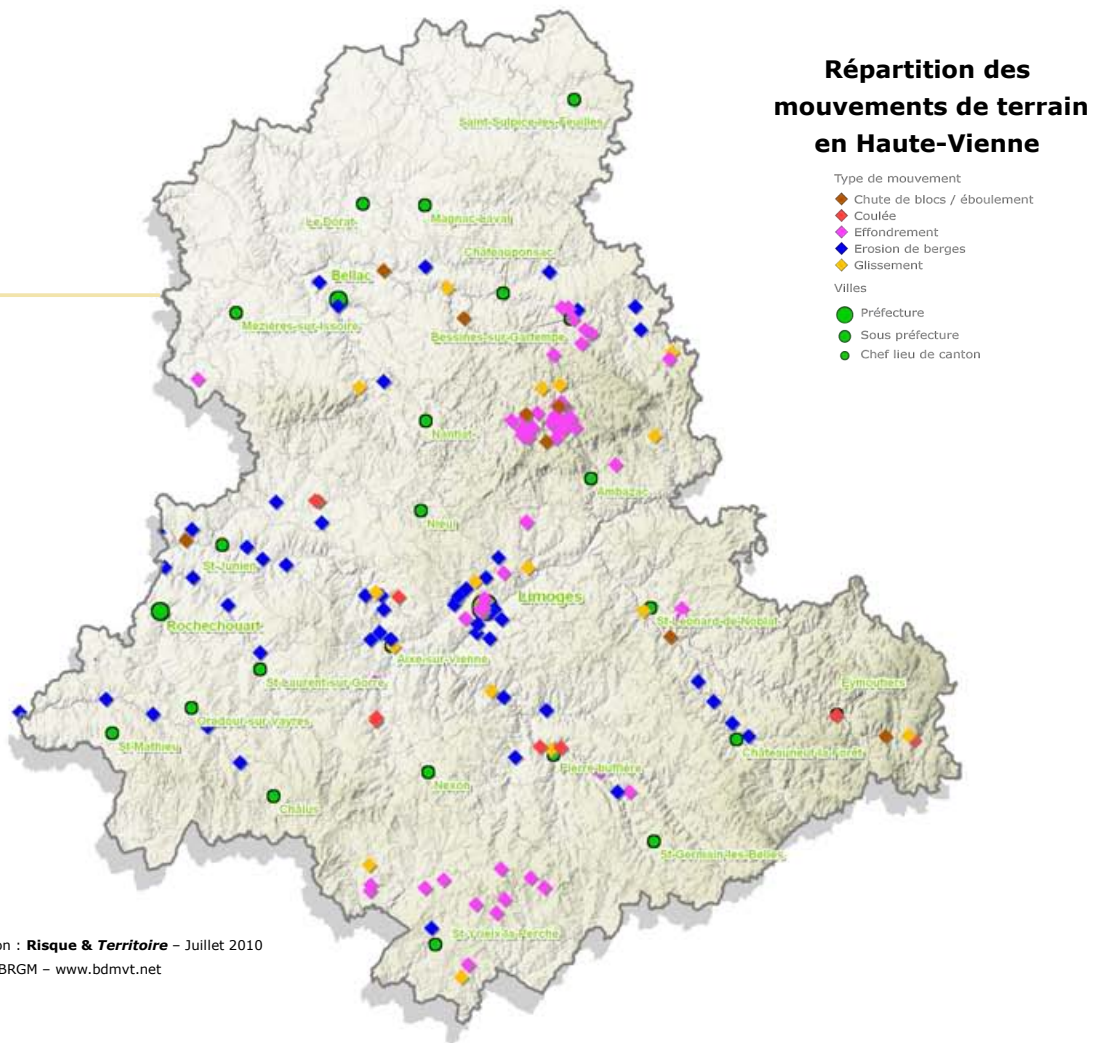 Répartition des
mouvements de terrain
en Haute-Vienne
Type de mouvement
Chute de blocs / éboulement
Coulée
Effondrement
Erosion de berges
Glissement
Villes
Préfecture
Sous préfecture
Chef lieu de canton
Saint-Sulpice-les-Feuilles
Le Dorat
Magnac-Laval
Châteauponsac
Bellac
Mézières-sur-Issoire
Bessines-sur-Gartempe
Nantiat
Ambazac
Nieul
St-Junien
Limoges
Rochechouart
St-Léonard-de-Noblat
Aixe-sur-Vienne
St-Laurent-sur-Gorre
Eymoutiers
Oradour-sur-Vayres
St-Mathieu
Châteauneuf-la-Forêt
Pierre-Buffière
Nexon
Châlus
St-Germain-les-Belles
St-Yrieix-la-Perche
on : Risque & Territoire – Juillet 2010
BRGM – www.bdmvt.net